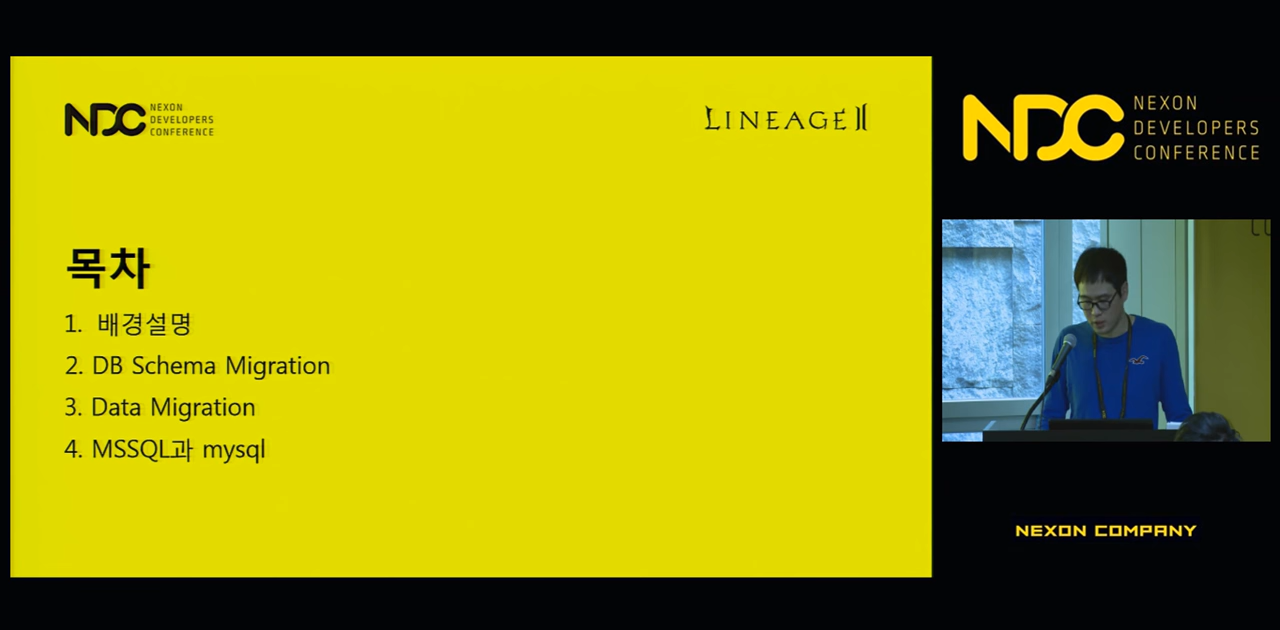 NDC NEXON
DEVELOPERS
CONFERENCE
LINEAGE II
목차
1. 배경설명
2. DB Schema Migration
3. Data Migration
4. MSSQL과 mysql
NDC NEXON
DEVELOPERS
CONFERENCE
NEXON COMPANY